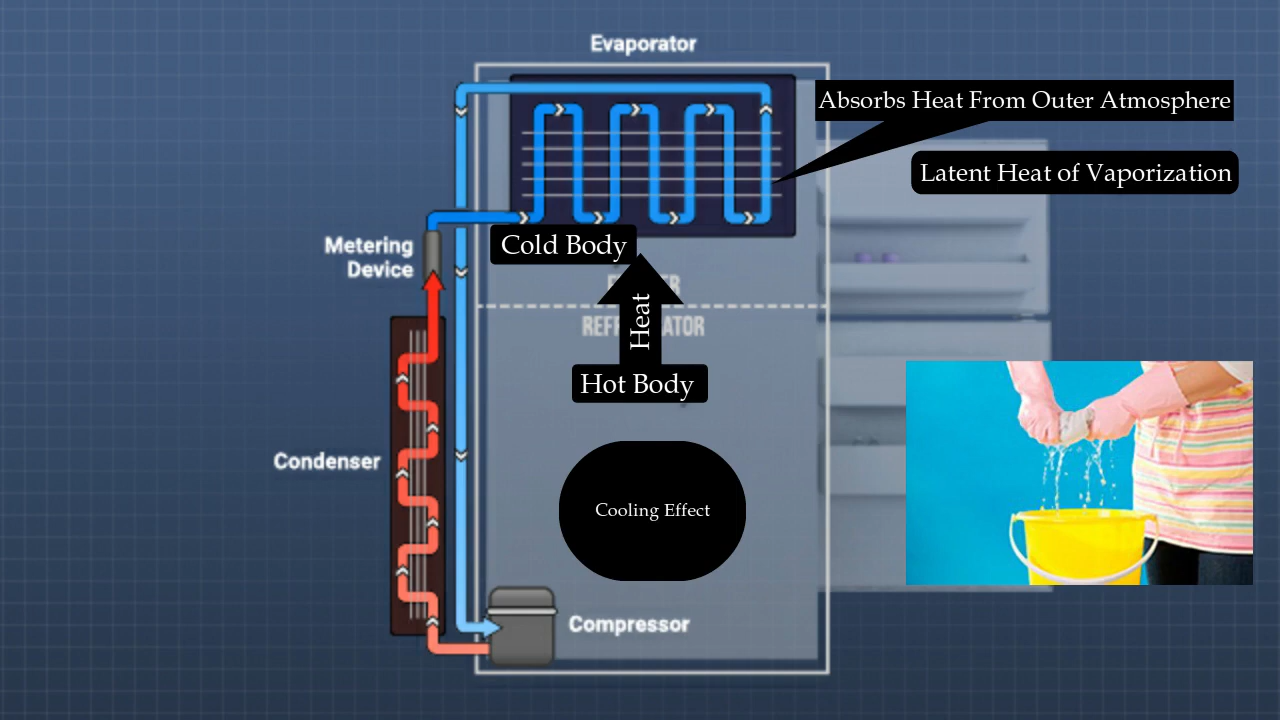 Evaporator
Absorbs Heat From Outer Atmosphere
Latent Heat of Vaporization
Metering
Device
Cold Body
Heat
Hot Body
Condenser
Cooling Effect
Compressor